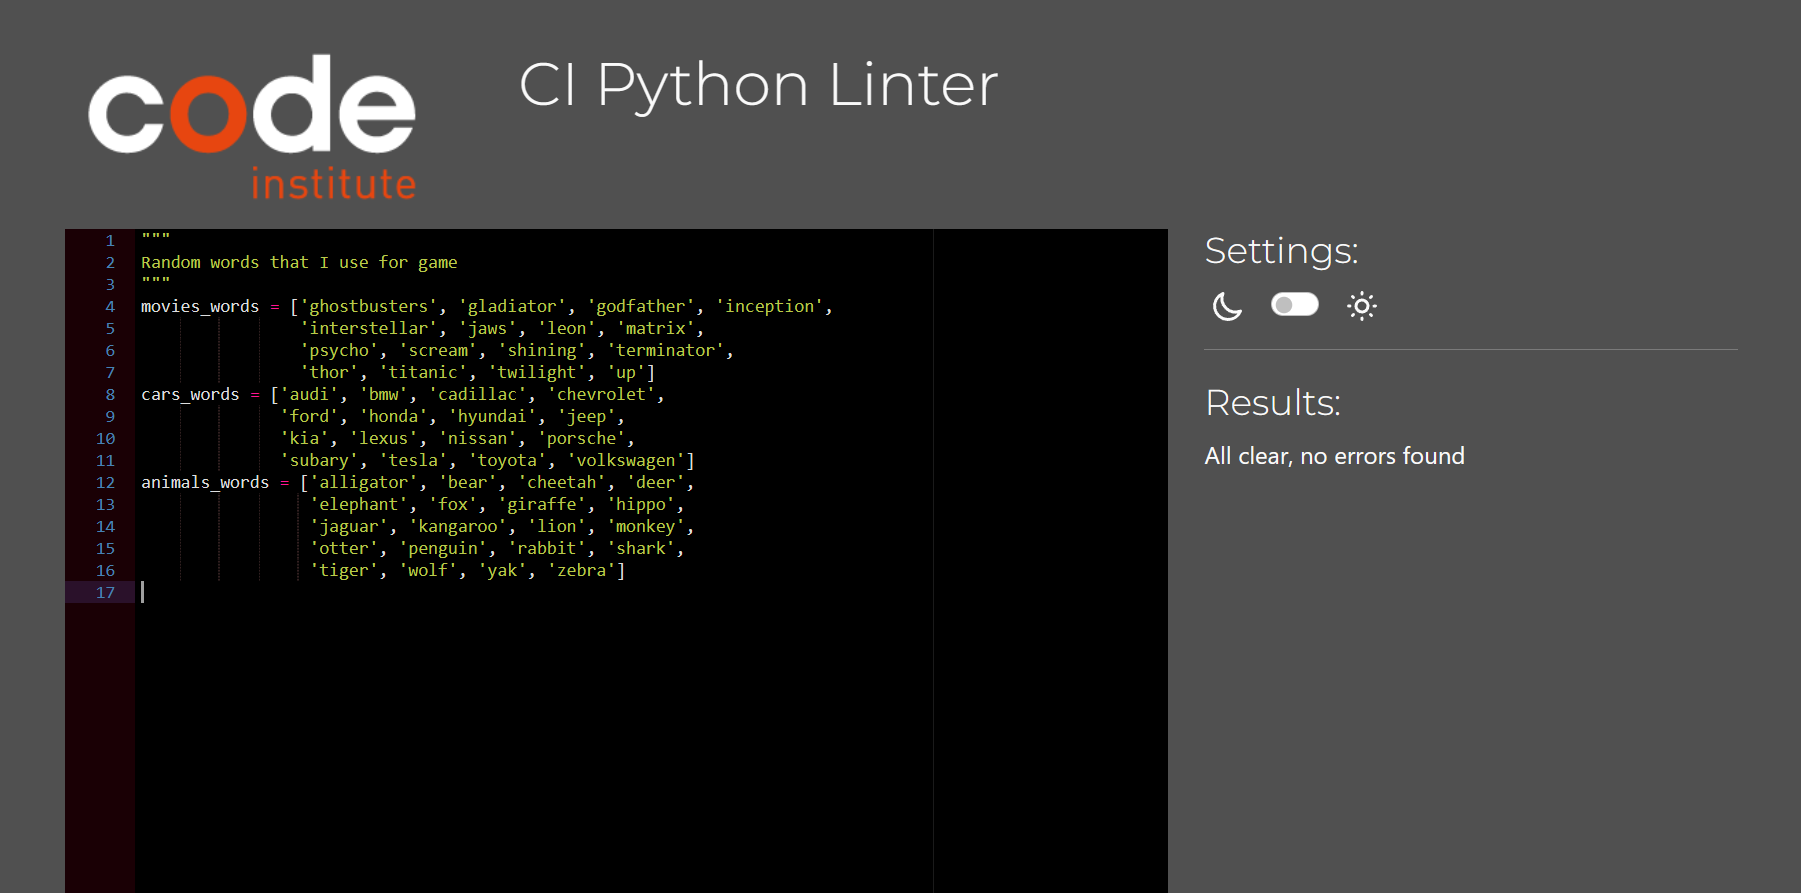 code
institute
CI Python Linter
1 """
2 Random words that I use for game
3 """
4 movies_words = ['ghostbusters', 'gladiator', 'godfather', 'inception',
5 'interstellar', 'jaws', 'leon', 'matrix',
6 'psycho', 'scream', 'shining', 'terminator',
7 'thor', 'titanic', 'twilight', 'up']
8 cars_words = ['audi', 'bmw', 'cadillac', 'chevrolet',
9 'ford', 'honda', 'hyundai', 'jeep',
10 'kia', 'lexus', 'nissan', 'porsche',
11 'subary', 'tesla', 'toyota', 'volkswagen']
12 animals_words = ['alligator', 'bear', 'cheetah', 'deer',
13 'elephant', 'fox', 'giraffe', 'hippo',
14 'jaguar', 'kangaroo', 'lion', 'monkey',
15 'otter', 'penguin', 'rabbit', 'shark',
16 'tiger', 'wolf', 'yak', 'zebra']
17
Settings:
Results:
All clear, no errors found